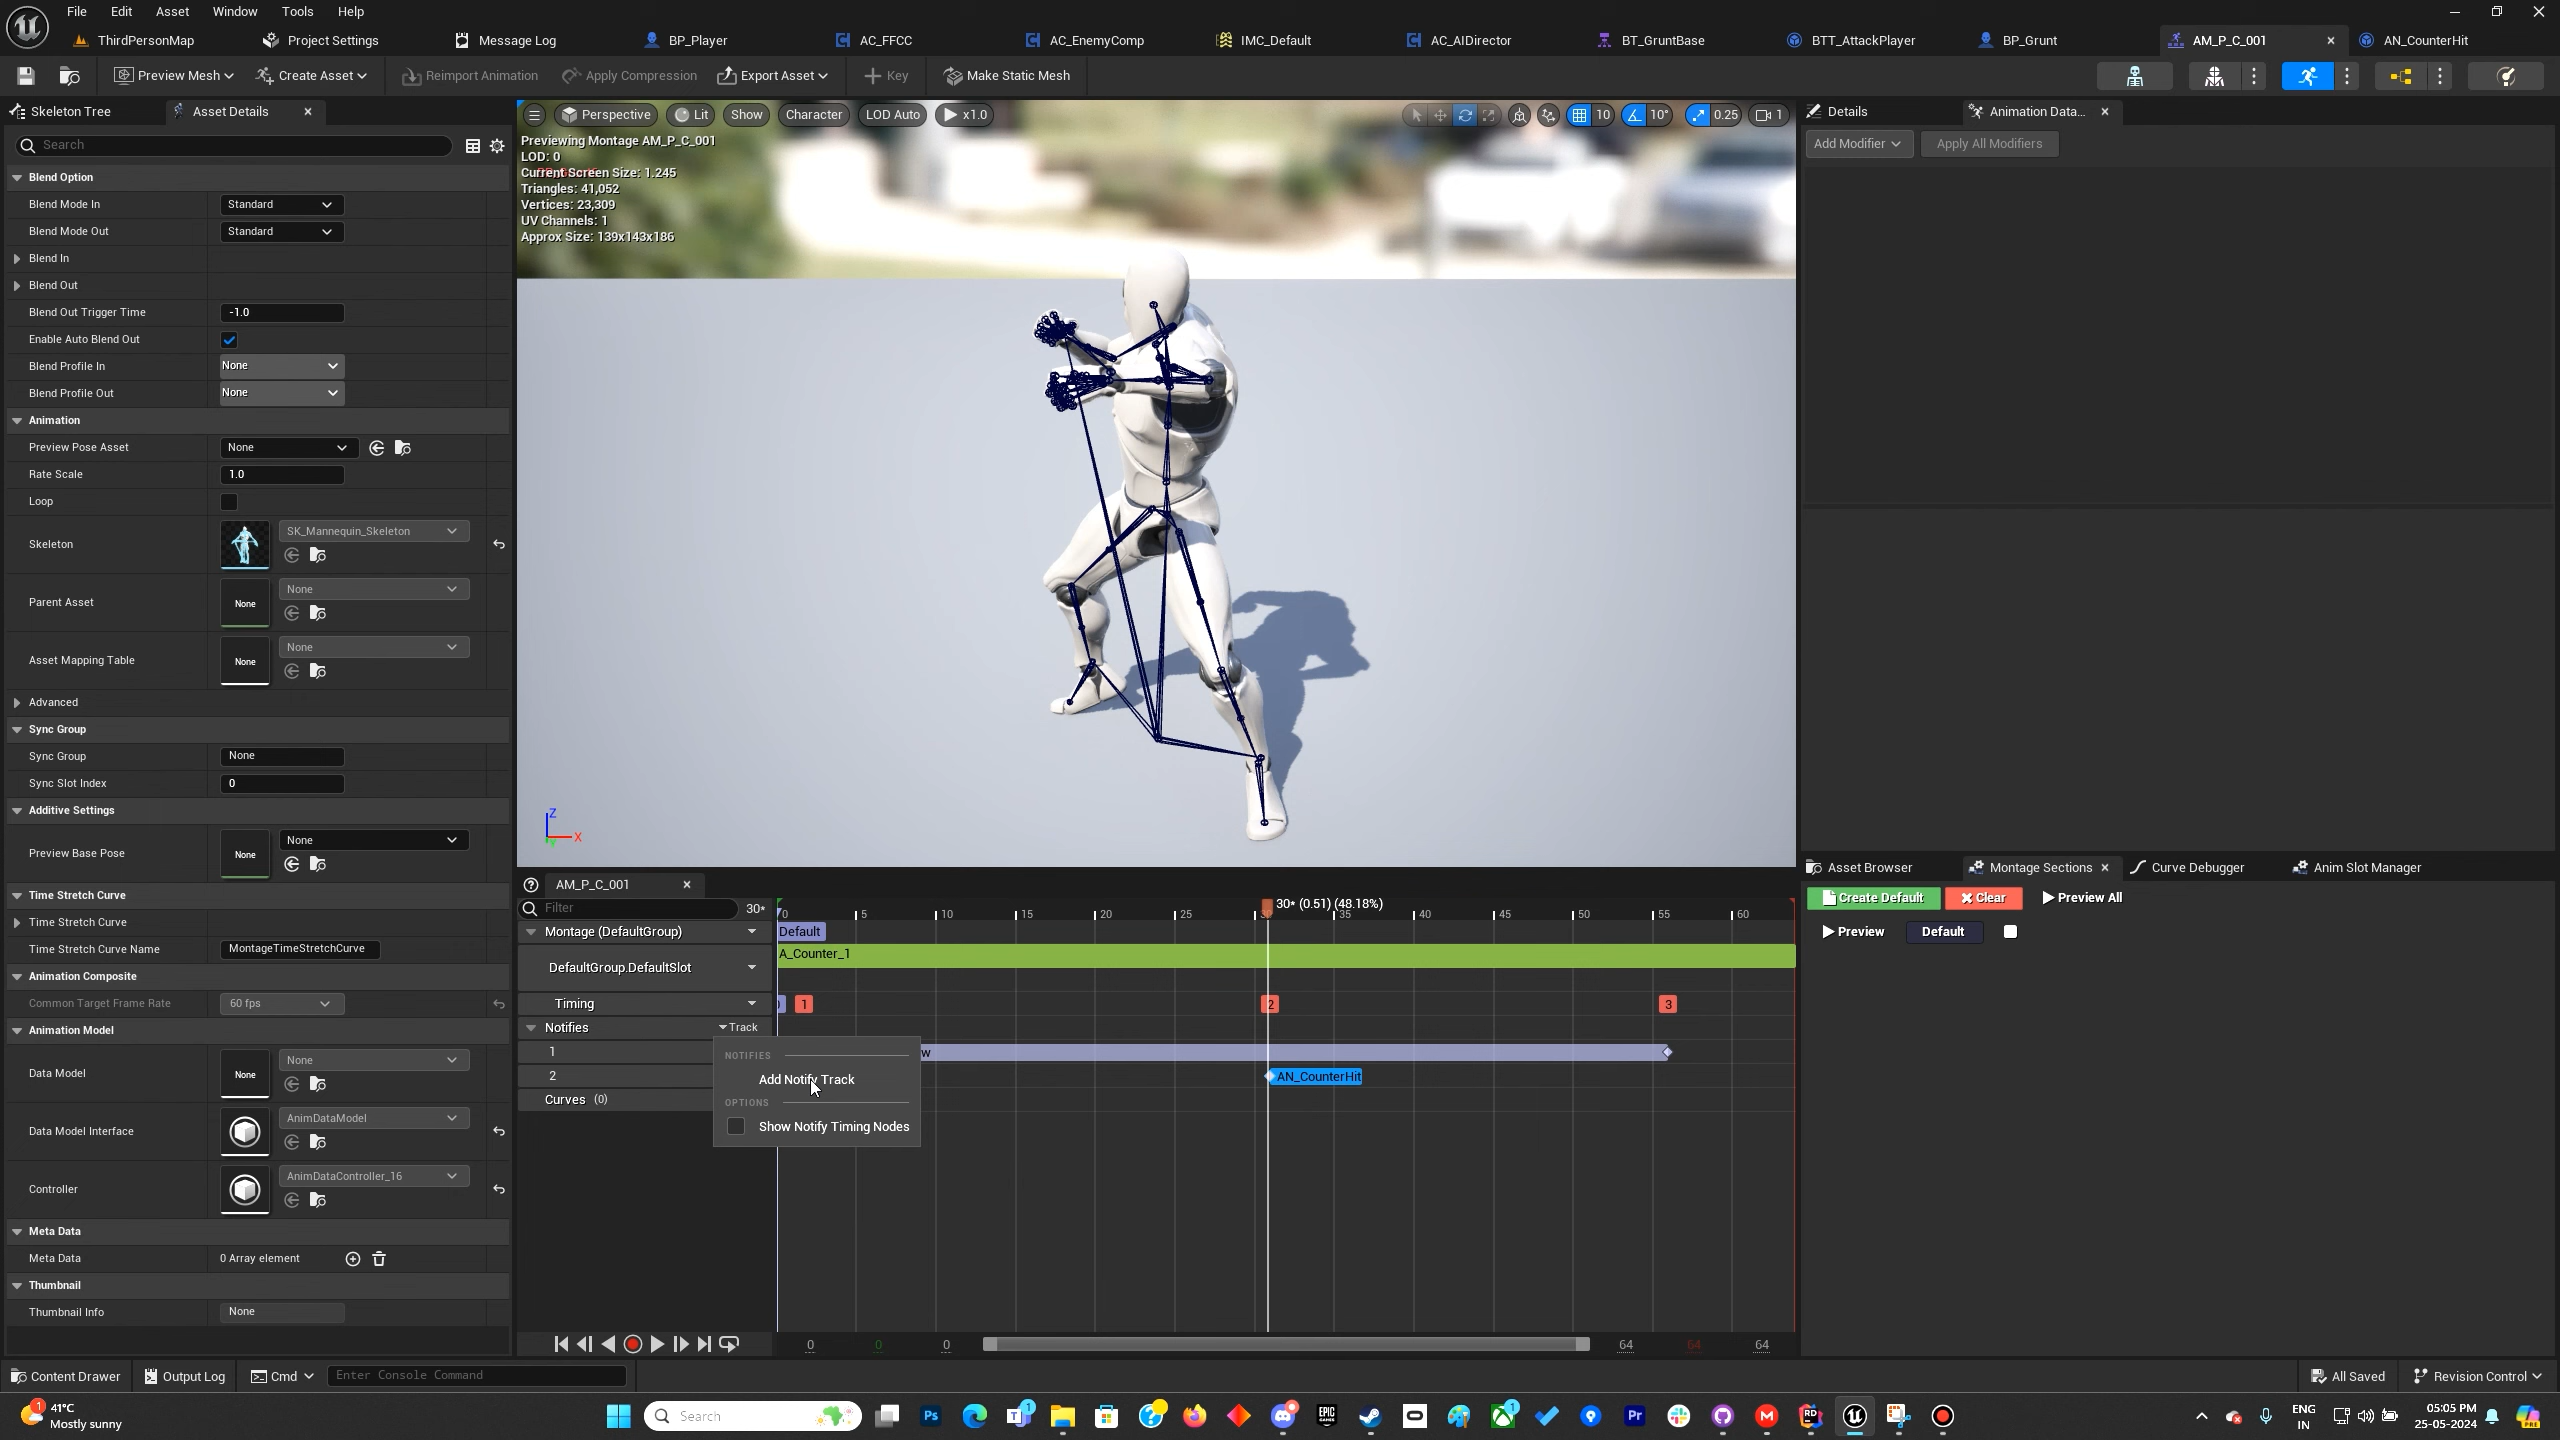 File Edit Asset Window Tools Help
ThirdPersonMap Project Settings Message Log BP_Player AC_FFCC AC_EnemyComp IMC_Default AC_AIDirector BT_GruntBase BTT_AttackPlayer BP_Grunt AM_P_C_001 AN_CounterHit
Preview Mesh Create Asset Reimport Animation Apply Compression Export Asset Key Make Static Mesh
Skeleton Tree Asset Details
Search
Blend Option
Blend Mode In Standard
Blend Mode Out Standard
Blend In
Blend Out
Blend Out Trigger Time -1.0
Enable Auto Blend Out
Blend Profile In None
Blend Profile Out None
Animation
Preview Pose Asset None
Rate Scale 1.0
Loop
Skeleton SK_Mannequin_Skeleton
Parent Asset None None
Asset Mapping Table None None
Advanced
Sync Group
Sync Group None
Sync Slot Index 0
Additive Settings
Preview Base Pose None None
Time Stretch Curve
Time Stretch Curve
Time Stretch Curve Name MontageTimeStretchCurve
Animation Composite
Common Target Frame Rate 60 fps
Animation Model
Data Model None None
Data Model Interface AnimDataModel
Controller AnimDataController_16
Meta Data
Meta Data 0 Array element
Thumbnail
Thumbnail Info None
Perspective Lit Show Character LOD Auto x1.0 10 10° 0.25 1
Previewing Montage AM_P_C_001
LOD: 0
Current Screen Size: 1.245
Triangles: 41,052
Vertices: 23,309
UV Channels: 1
Approx Size: 139x143x186
Z
X
Y
AM_P_C_001
Filter 30*
30* (0.51) (48.18%)
0 5 10 15 20 25 35 40 45 50 55 60
Montage (DefaultGroup) Default
DefaultGroup.DefaultSlot A_Counter_1
Timing 1 2 3
Notifies Track
1 w
2 AN_CounterHit
Curves (0)
NOTIFIES
Add Notify Track
OPTIONS
Show Notify Timing Nodes
0 0 0 64 64 64
Details Animation Data...
Add Modifier Apply All Modifiers
Asset Browser Montage Sections Curve Debugger Anim Slot Manager
Create Default Clear Preview All
Preview Default
Content Drawer Output Log Cmd Enter Console Command All Saved Revision Control
1 41°C
Mostly sunny
Search
Ps
1
EPIC GAMES
1
Pr
RD
ENG
IN
05:05 PM
25-05-2024
PRE